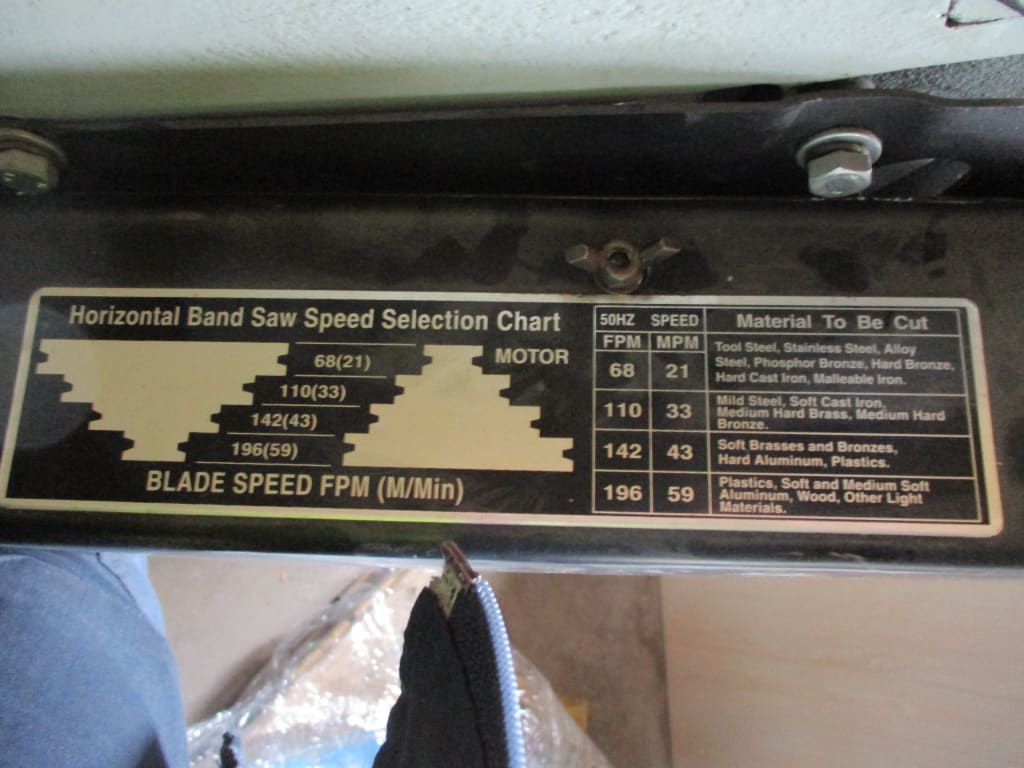 Horizontal Band Saw Speed Selection Chart
68(21)
MOTOR
110(33)
142(43)
196(59)
BLADE SPEED FPM (M/Min)
50HZ SPEED Material To Be Cut
FPM MPM
68 21 Tool Steel, Stainless Steel, Alloy
Steel, Phosphor Bronze, Hard Bronze,
Hard Cast Iron, Malleable Iron.
110 33 Mild Steel, Soft Cast Iron,
Medium Hard Brass, Medium Hard
Bronze.
142 43 Soft Brasses and Bronzes,
Hard Aluminum, Plastics.
196 59 Plastics, Soft and Medium Soft
Aluminum, Wood, Other Light
Materials.